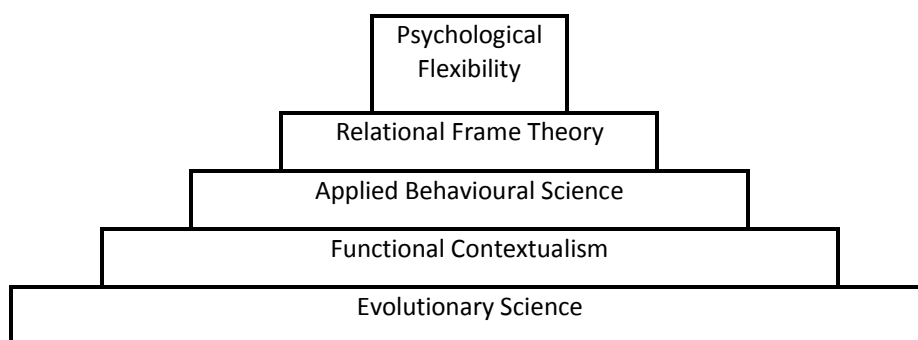 Psychological
Flexibility
Relational Frame Theory
Applied Behavioural Science
Functional Contextualism
Evolutionary Science